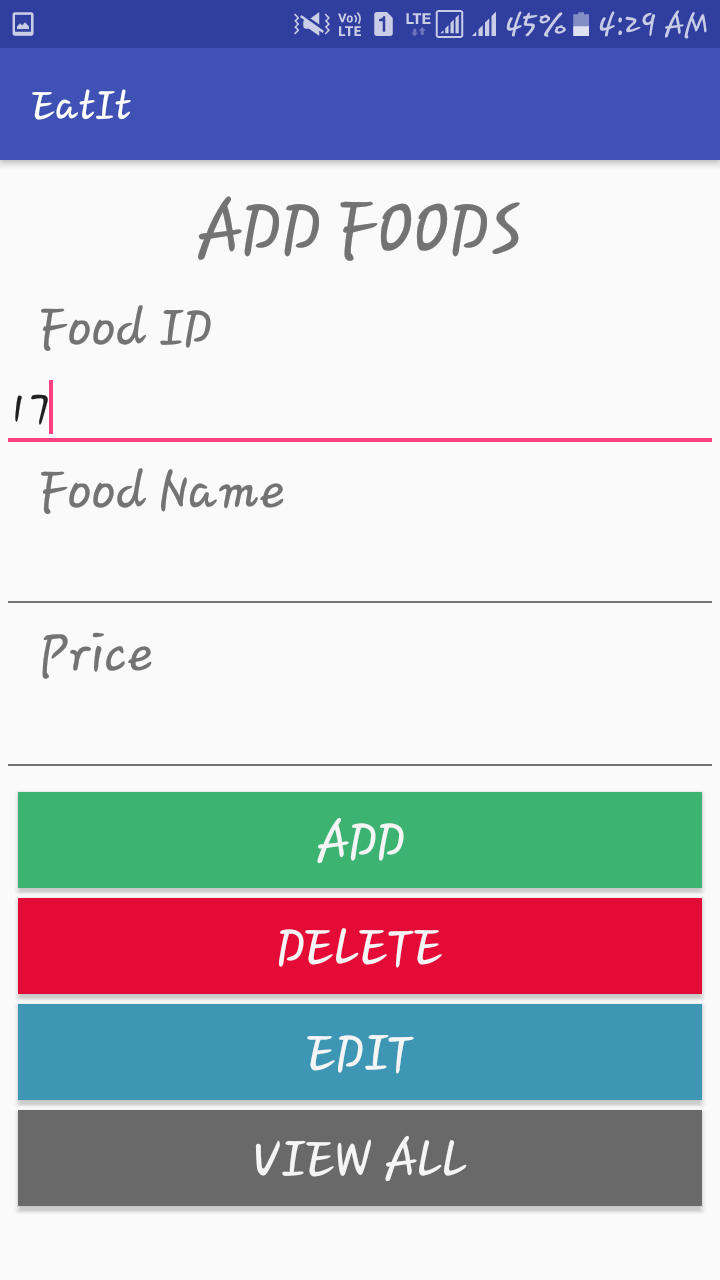 Vo)) LTE 1 LTE 45% 4:29 AM
EatIt
ADD FOODS
Food ID
17
Food Name
Price
ADD
DELETE
EDIT
VIEW ALL